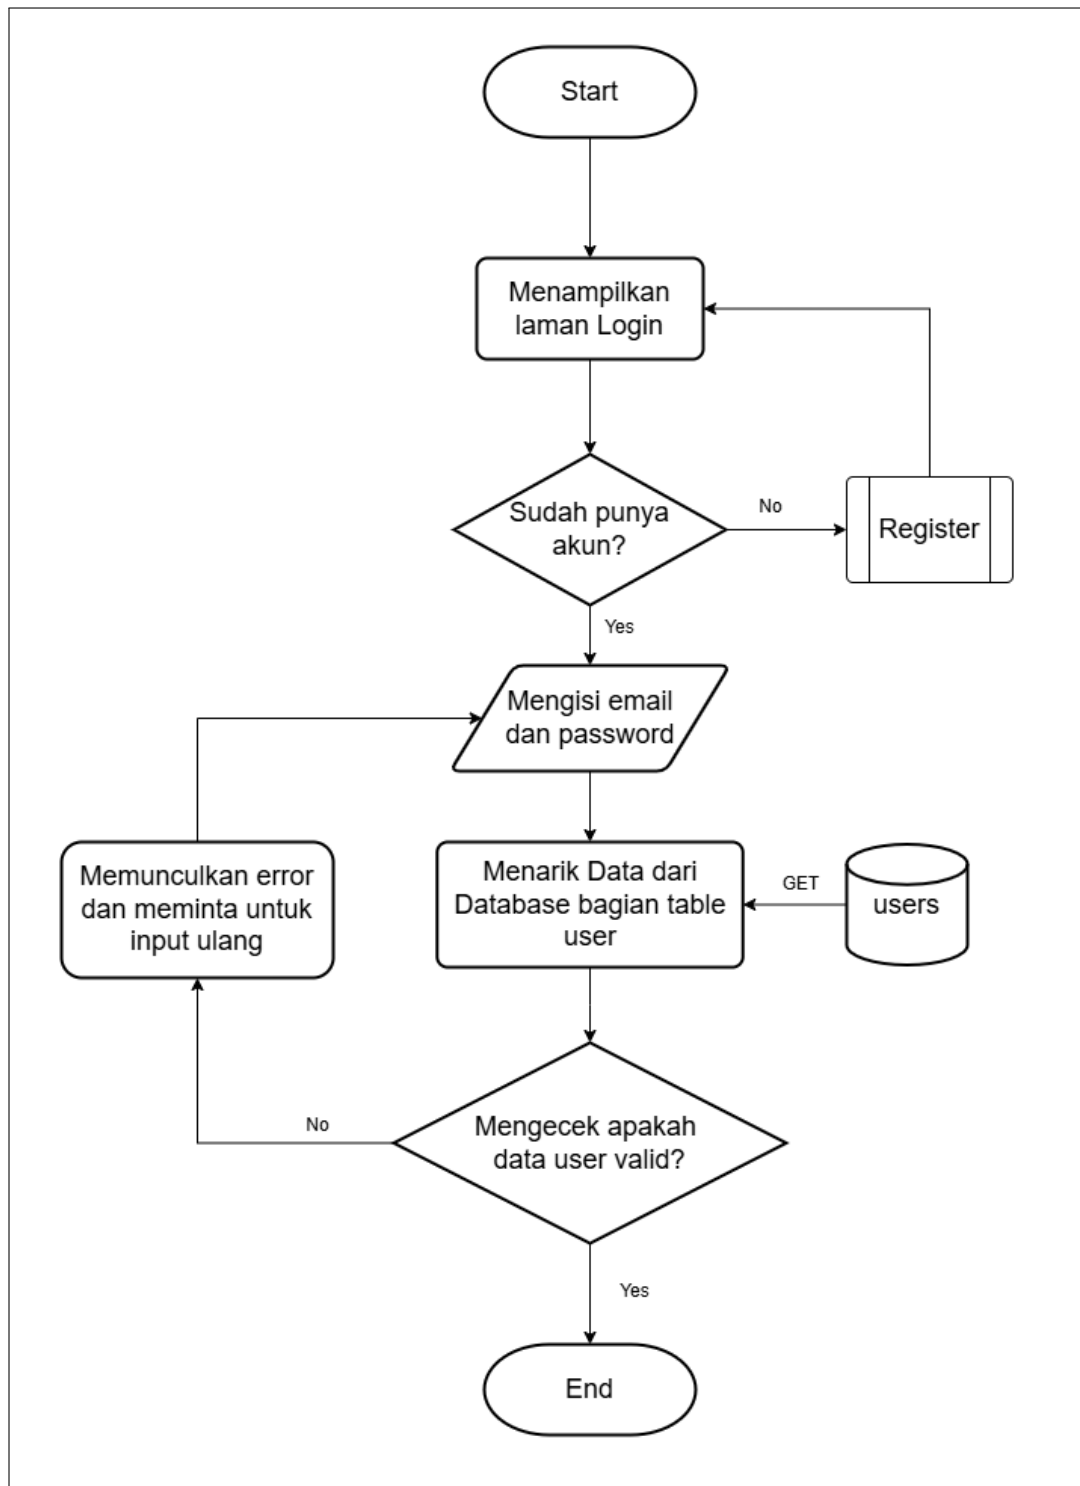 Start
Menampilkan
laman Login
Sudah punya
akun?
No
Register
Yes
Mengisi email
dan password
Memunculkan error
dan meminta untuk
input ulang
Menarik Data dari
Database bagian table
user
GET
users
Mengecek apakah
data user valid?
No
Yes
End